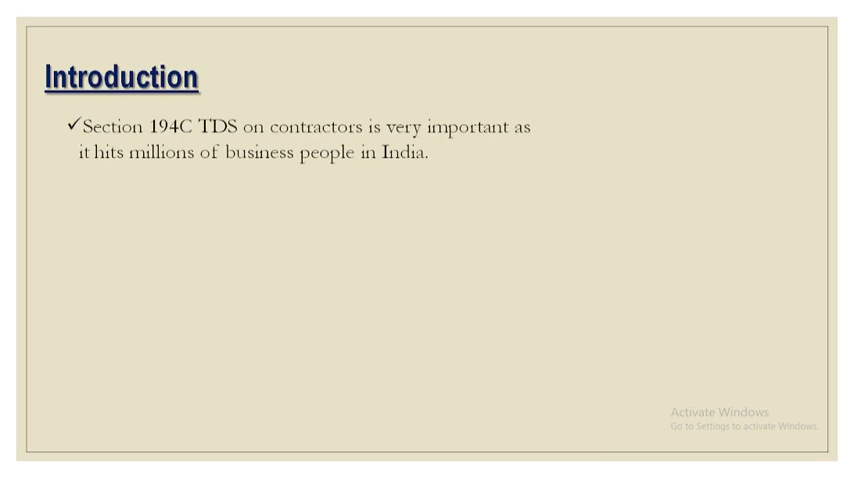 Introduction
✓Section 194C TDS on contractors is very important as
it hits millions of business people in India.
Activate Windows
Go to Settings to activate Windows.